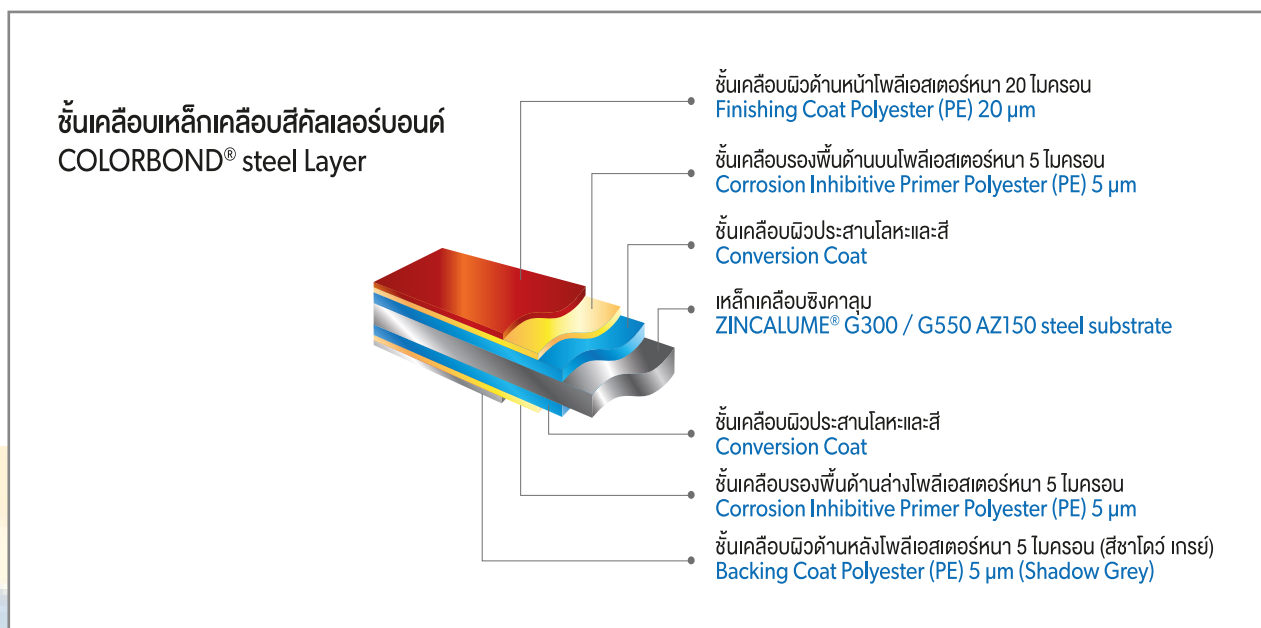 ชั้นเคลือบเหล็กเคลือบสีคัลเลอร์บอนด์
COLORBOND® steel Layer
ชั้นเคลือบผิวด้านหน้าโพลีเอสเตอร์หนา 20 ไมครอน
Finishing Coat Polyester (PE) 20 µm
ชั้นเคลือบรองพื้นด้านบนโพลีเอสเตอร์หนา 5 ไมครอน
Corrosion Inhibitive Primer Polyester (PE) 5 µm
ชั้นเคลือบผิวประสานโลหะและสี
Conversion Coat
เหล็กเคลือบซิงคาลุม
ZINCALUME® G300 / G550 AZ150 steel substrate
ชั้นเคลือบผิวประสานโลหะและสี
Conversion Coat
ชั้นเคลือบรองพื้นด้านล่างโพลีเอสเตอร์หนา 5 ไมครอน
Corrosion Inhibitive Primer Polyester (PE) 5 µm
ชั้นเคลือบผิวด้านหลังโพลีเอสเตอร์หนา 5 ไมครอน (สีชาโดว์ เกรย์)
Backing Coat Polyester (PE) 5 µm (Shadow Grey)